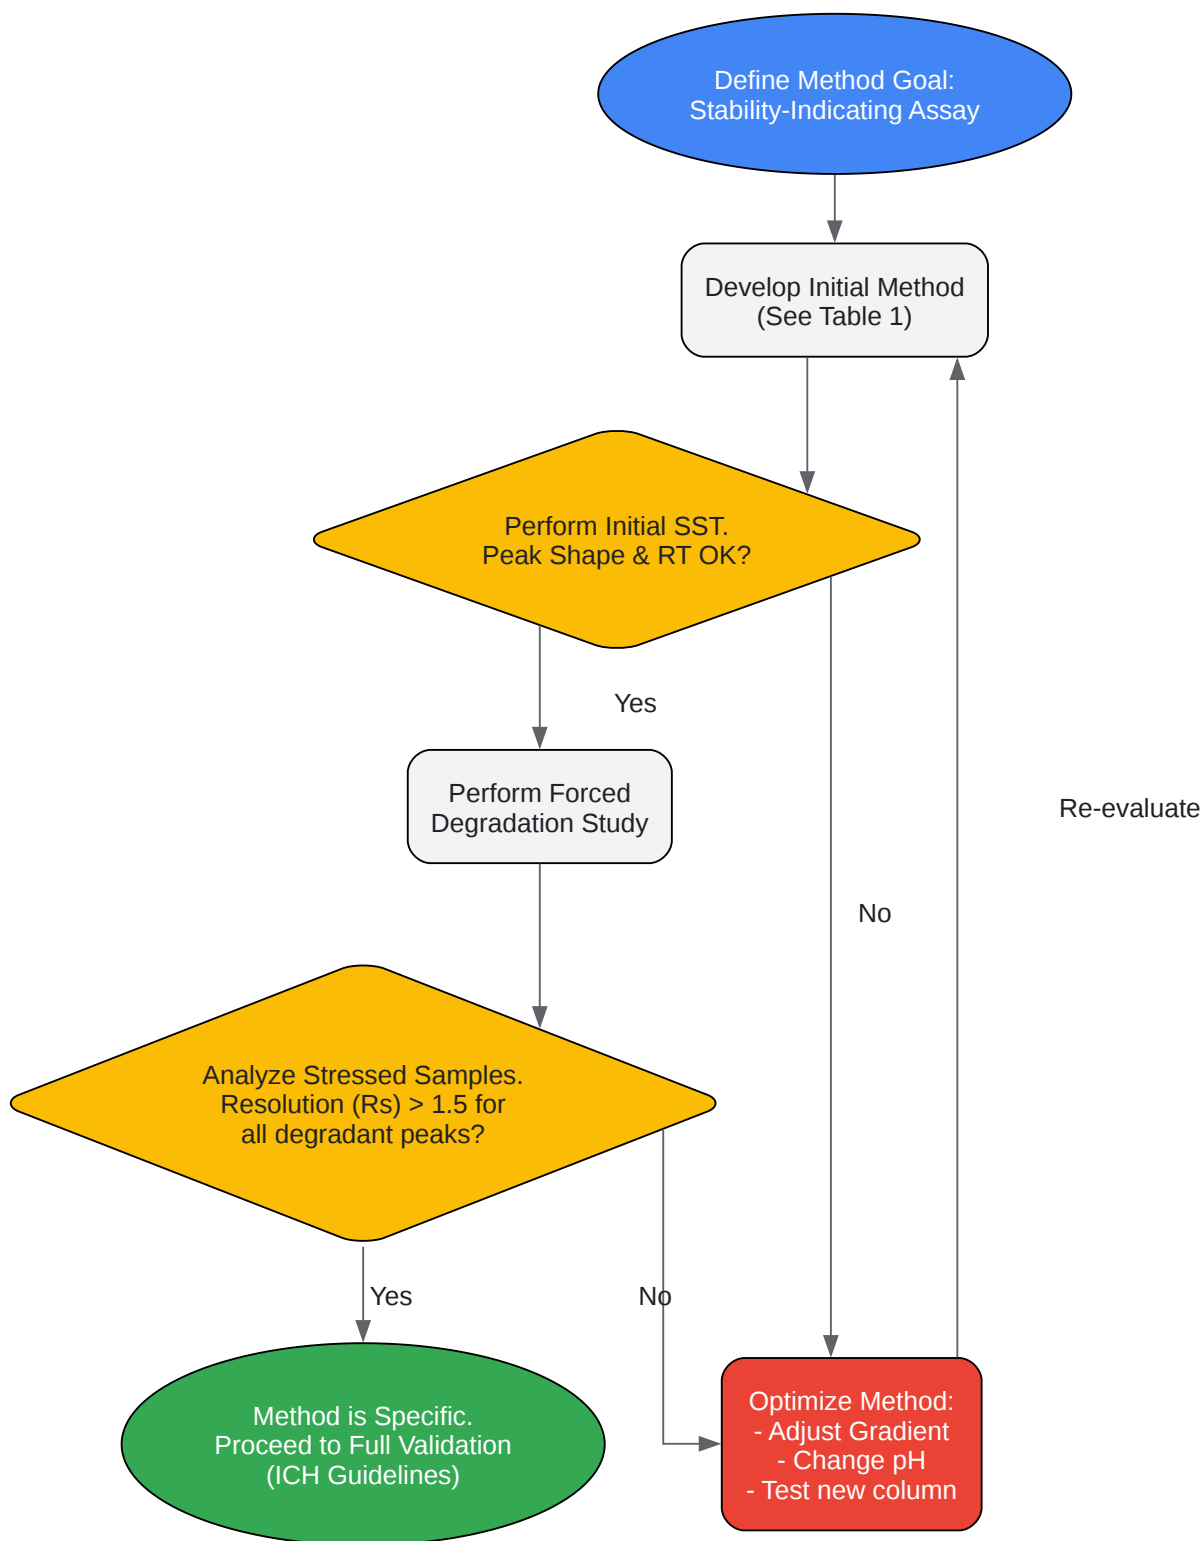 Define Method Goal:
Stability-Indicating Assay
Develop Initial Method
(See Table 1)
Perform Initial SST.
Peak Shape & RT OK?
Yes
Perform Forced
Degradation Study
Re-evaluate
No
Analyze Stressed Samples.
Resolution (Rs) > 1.5 for
all degradant peaks?
Yes
No
Method is Specific.
Proceed to Full Validation
(ICH Guidelines)
Optimize Method:
- Adjust Gradient
- Change pH
- Test new column